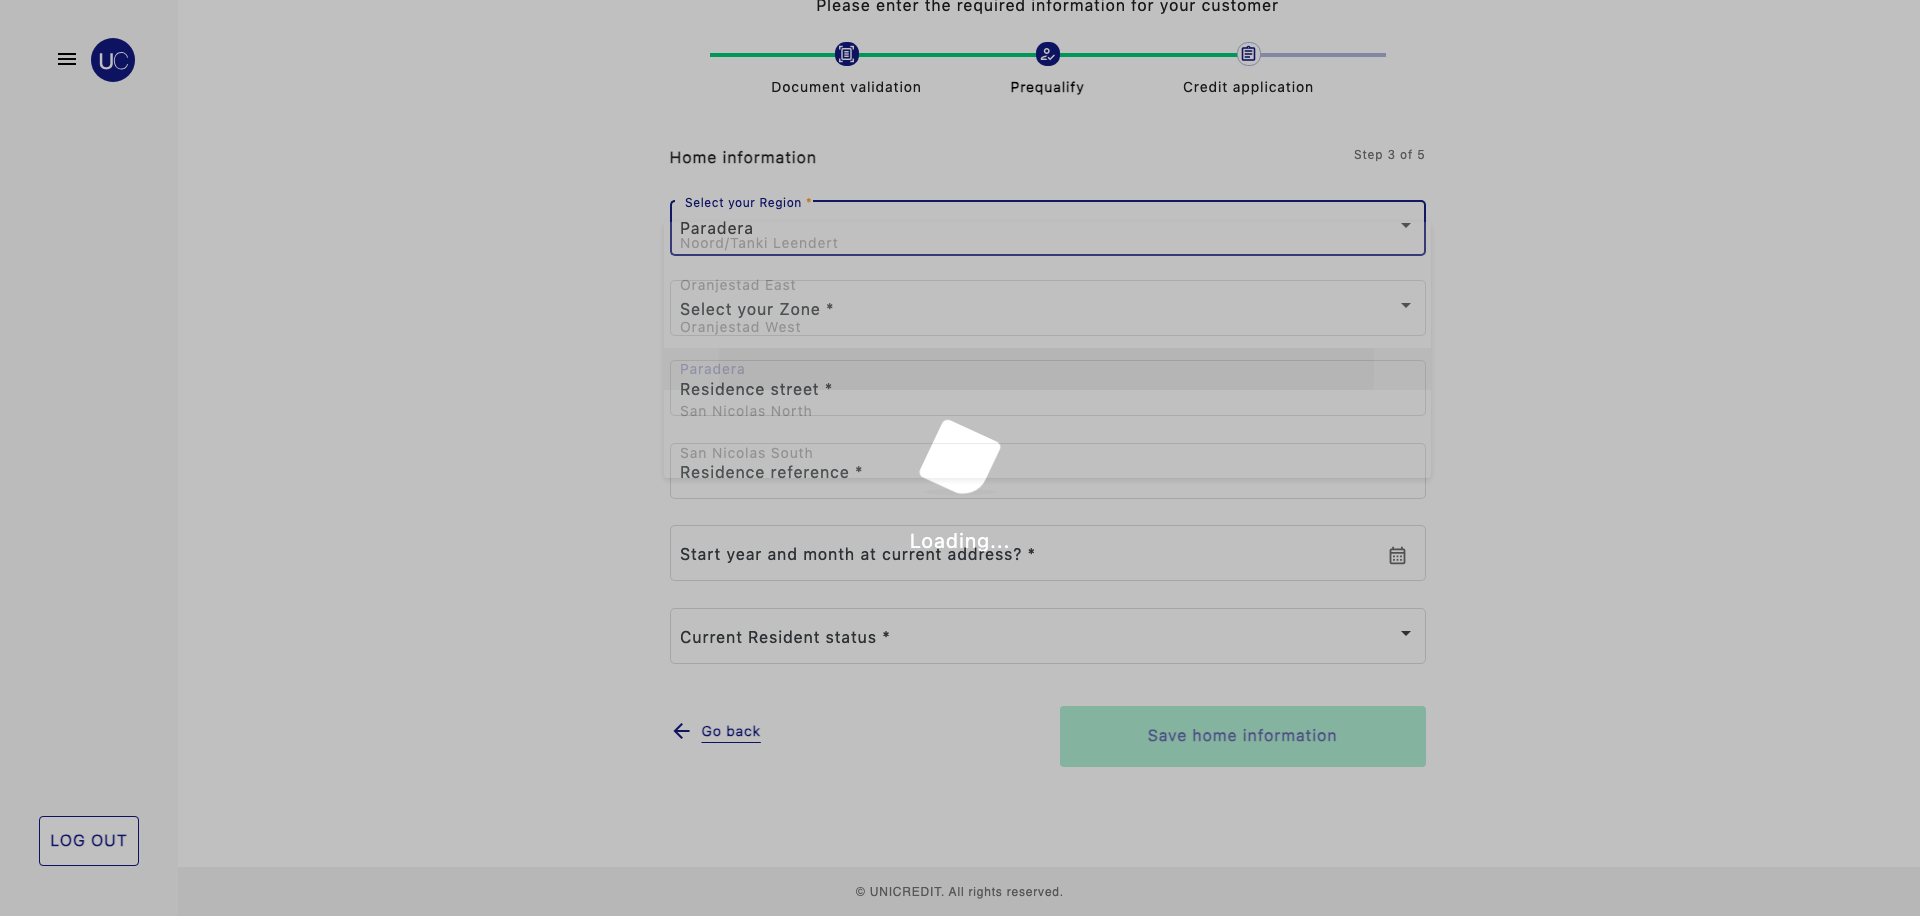 Please enter the required information for your customer
UC
Document validation
Prequalify
Credit application
Home information
Step 3 of 5
Select your Region *
Paradera
Noord/Tanki Leendert
Oranjestad East
Select your Zone *
Oranjestad West
Paradera
Residence street *
San Nicolas North
San Nicolas South
Residence reference *
Loading...
Start year and month at current address? *
Current Resident status *
Go back
Save home information
LOG OUT
© UNICREDIT. All rights reserved.